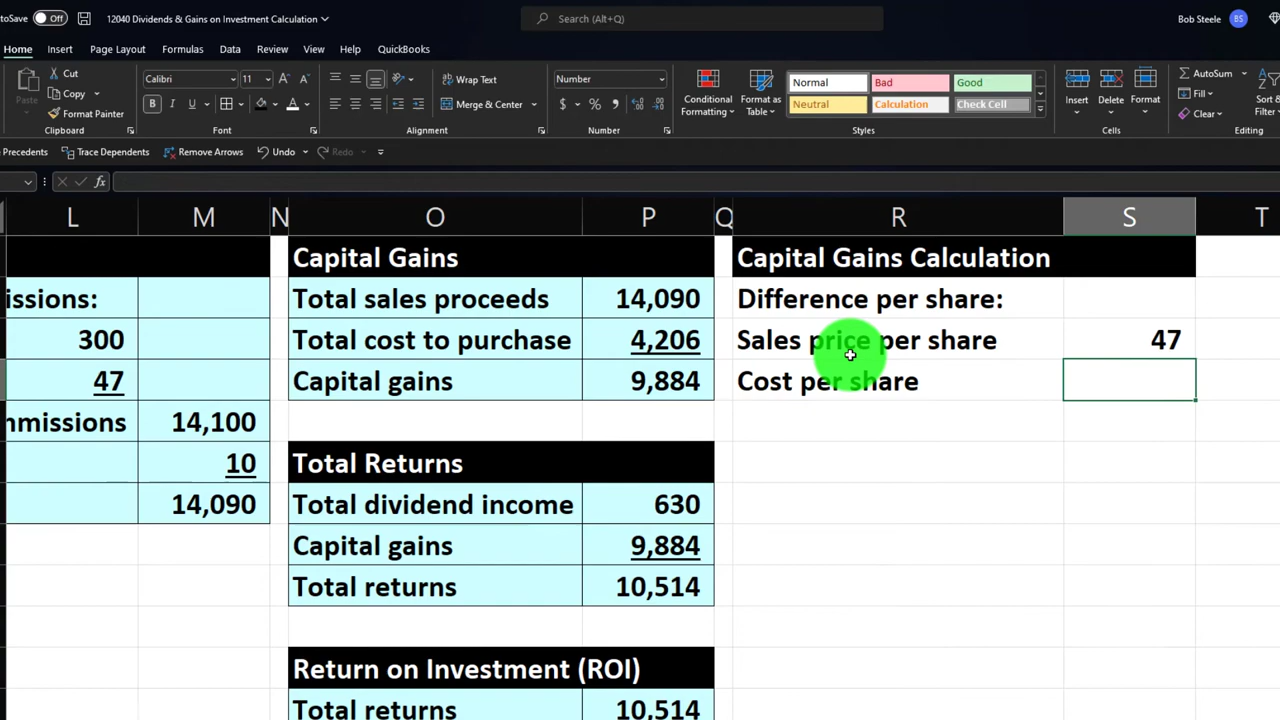 toSave Off 12040 Dividends & Gains on Investment Calculation Search (Alt+Q) Bob Steele BS
Home Insert Page Layout Formulas Data Review View Help QuickBooks
Cut Calibri 11 A A Wrap Text Number Normal Bad Good AutoSum
Paste Copy B I U A Merge & Center $ % Conditional Formatting Format as Table Neutral Calculation Check Cell Insert Delete Format Fill Sort & Filter
Format Painter Clear
Clipboard Font Alignment Number Styles Cells Editing
Precedents Trace Dependents Remove Arrows Undo Redo
fx
L M N O P Q R S T
Capital Gains Capital Gains Calculation
issions: Total sales proceeds 14,090 Difference per share:
300 Total cost to purchase 4,206 Sales price per share 47
47 Capital gains 9,884 Cost per share
nmissions 14,100
10 Total Returns
14,090 Total dividend income 630
Capital gains 9,884
Total returns 10,514
Return on Investment (ROI)
Total returns 10,514